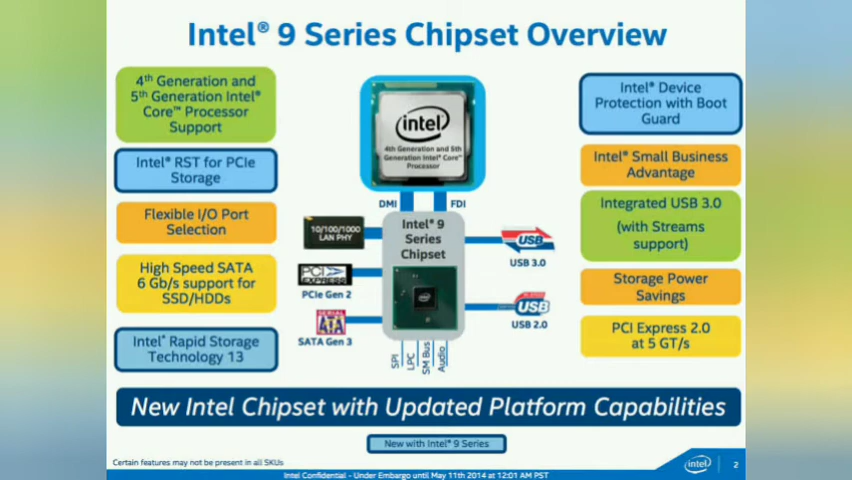 Intel® 9 Series Chipset Overview
4th Generation and
5th Generation Intel®
Core™ Processor
Support
Intel® RST for PCIe
Storage
Flexible I/O Port
Selection
High Speed SATA
6 Gb/s support for
SSD/HDDs
Intel® Rapid Storage
Technology 13
intel
4th Generation and 5th
Generation Intel® Core™
Processor
DMI
FDI
10/100/1000
LAN PHY
Intel® 9
Series
Chipset
PCI
EXPRESS
PCIe Gen 2
SERIAL
ATA
SATA Gen 3
intel
USB
USB 3.0
USB
USB 2.0
SPI
LPC
SM Bus
Audio
Intel® Device
Protection with Boot
Guard
Intel® Small Business
Advantage
Integrated USB 3.0
(with Streams
support)
Storage Power
Savings
PCI Express 2.0
at 5 GT/s
New Intel Chipset with Updated Platform Capabilities
New with Intel® 9 Series
Certain features may not be present in all SKUs
Intel Confidential - Under Embargo until May 11th 2014 at 12:01 AM PST
intel
2